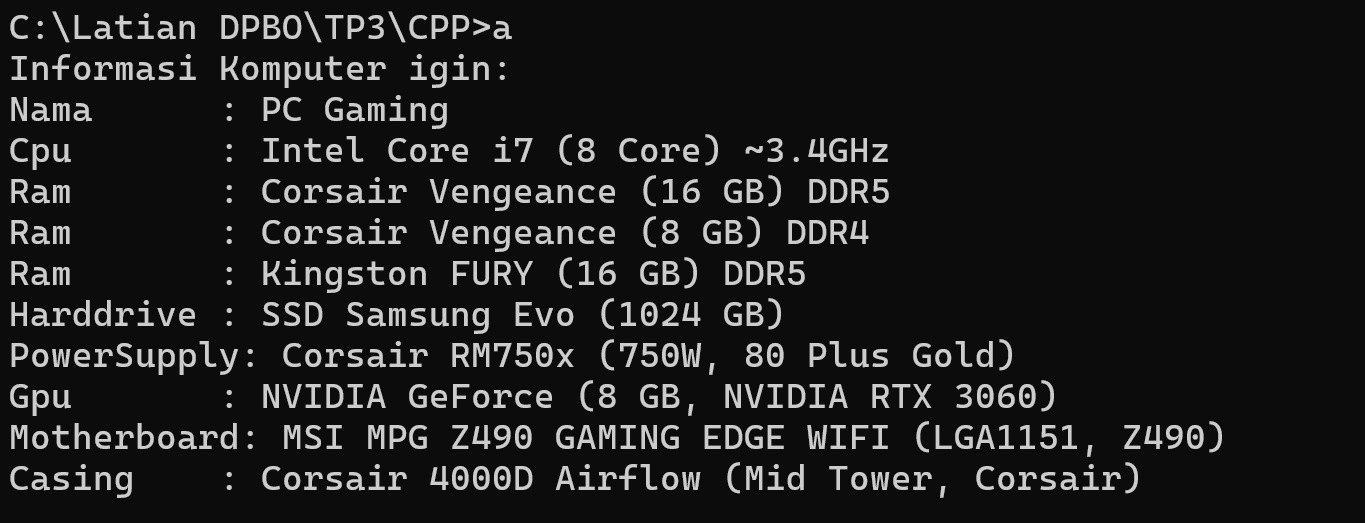 C:\Latian DPBO\TP3\CPP>a
Informasi Komputer igin:
Nama      : PC Gaming
Cpu       : Intel Core i7 (8 Core) ~3.4GHz
Ram       : Corsair Vengeance (16 GB) DDR5
Ram       : Corsair Vengeance (8 GB) DDR4
Ram       : Kingston FURY (16 GB) DDR5
Harddrive : SSD Samsung Evo (1024 GB)
PowerSupply: Corsair RM750x (750W, 80 Plus Gold)
Gpu       : NVIDIA GeForce (8 GB, NVIDIA RTX 3060)
Motherboard: MSI MPG Z490 GAMING EDGE WIFI (LGA1151, Z490)
Casing    : Corsair 4000D Airflow (Mid Tower, Corsair)